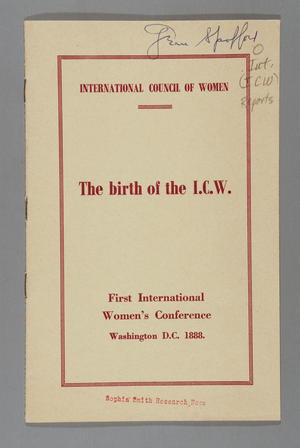 Jean Spafford
O
Int.
(ICW)
Reports
INTERNATIONAL COUNCIL OF WOMEN
The birth of the I.C.W.
First International
Women's Conference
Washington D.C. 1888.
Sophia Smith Research Room